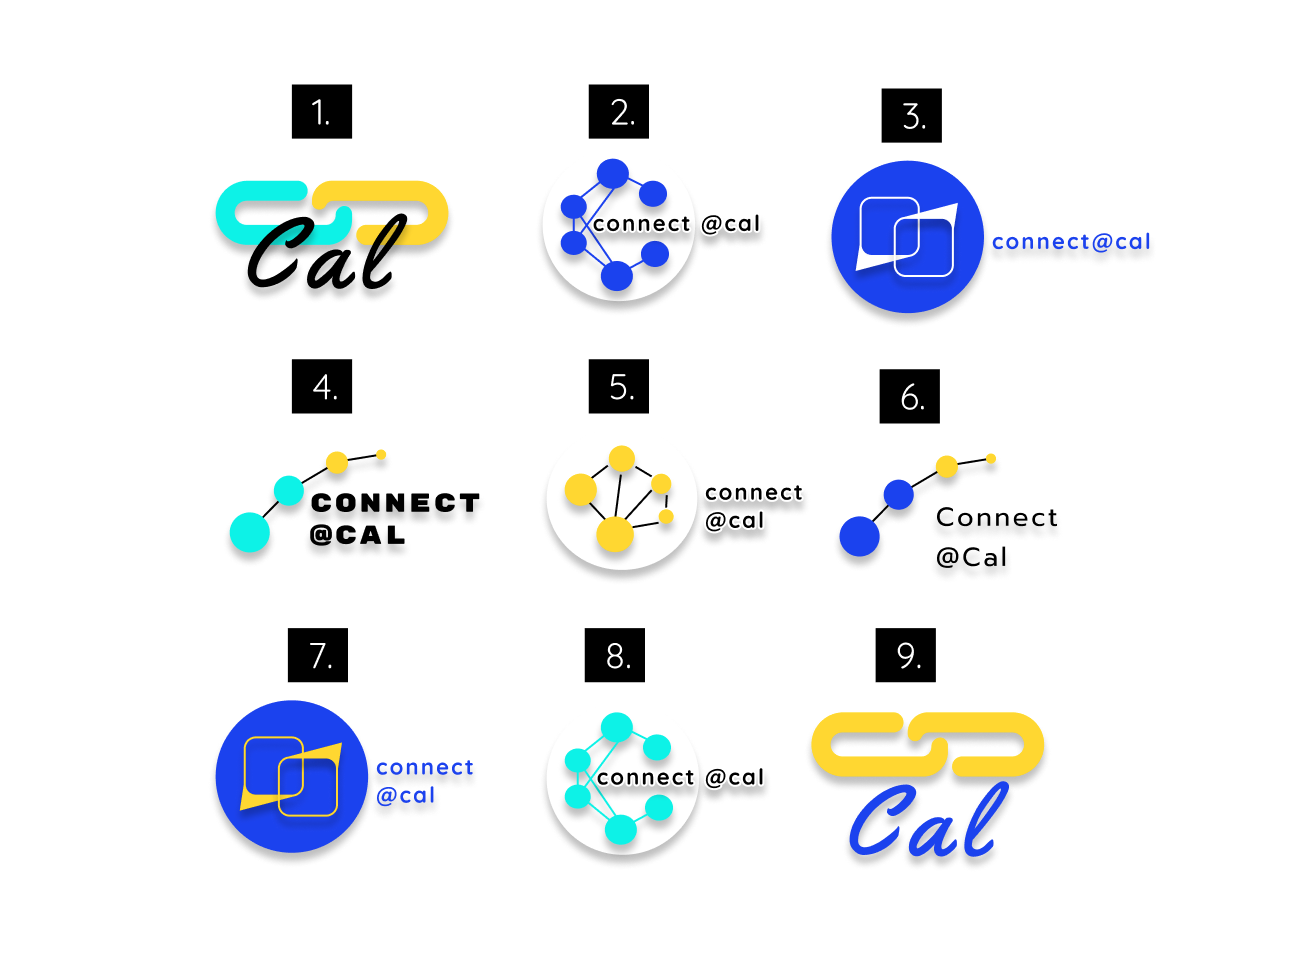 1.
2.
3.
Cal
connect @cal
connect@cal
4.
5.
6.
CONNECT
@CAL
connect
@cal
Connect
@Cal
7.
8.
9.
connect
@cal
connect @cal
Cal